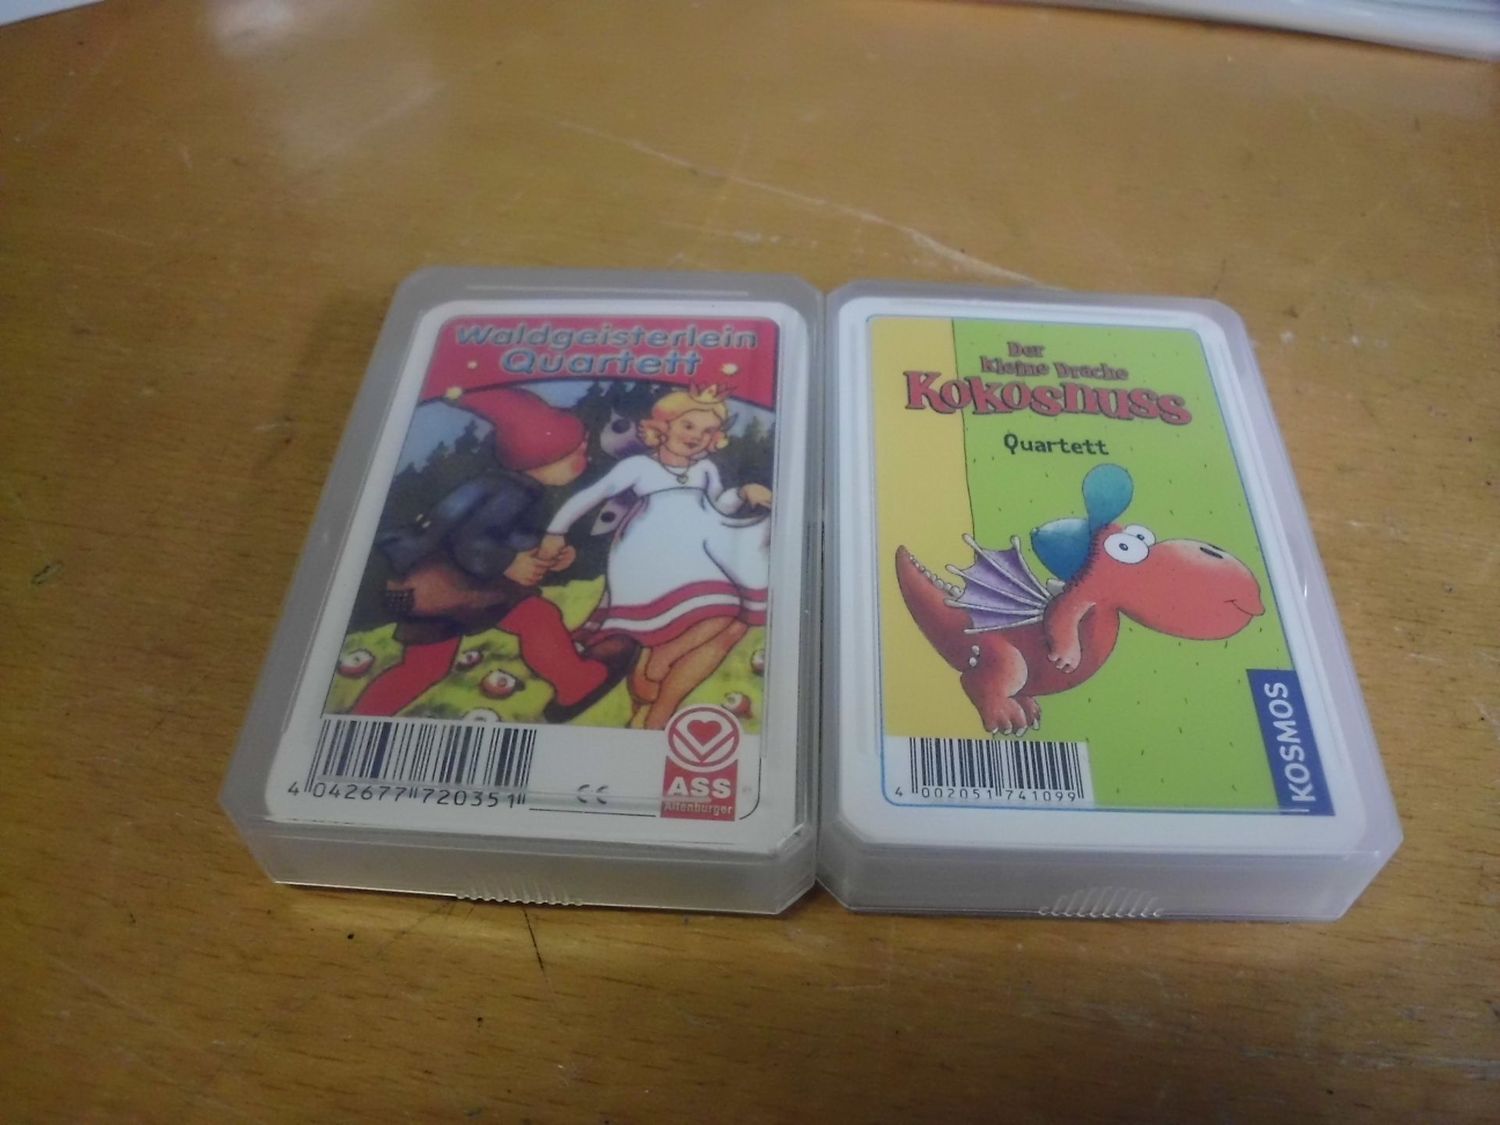 Waldgeisterlein
Quartett
4 042677 720351
CE
ASS
Altenburger
Der
kleine Drache
Kokosnuss
Quartett
KOSMOS
4 002051 741099